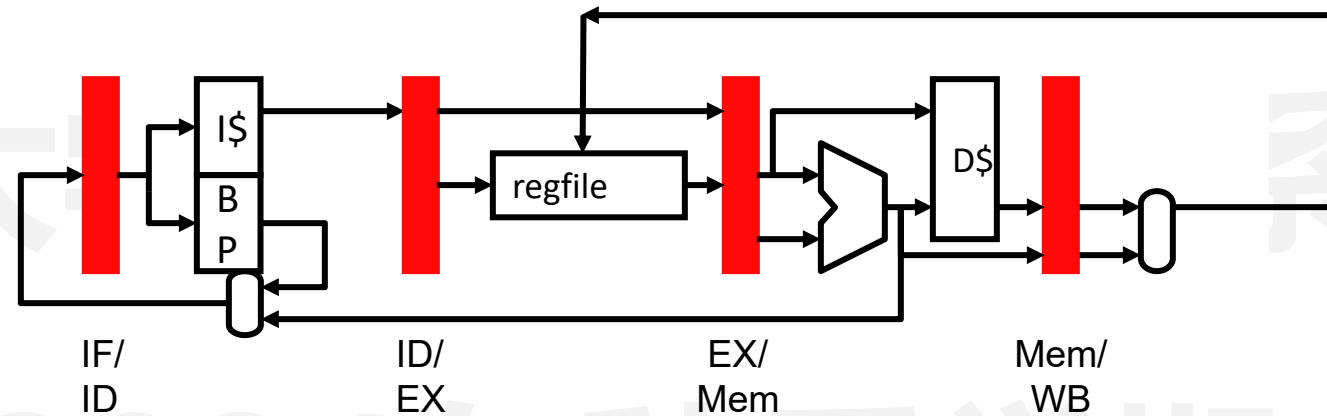 I$
B
P
regfile
D$
IF/
ID
ID/
EX
EX/
Mem
Mem/
WB